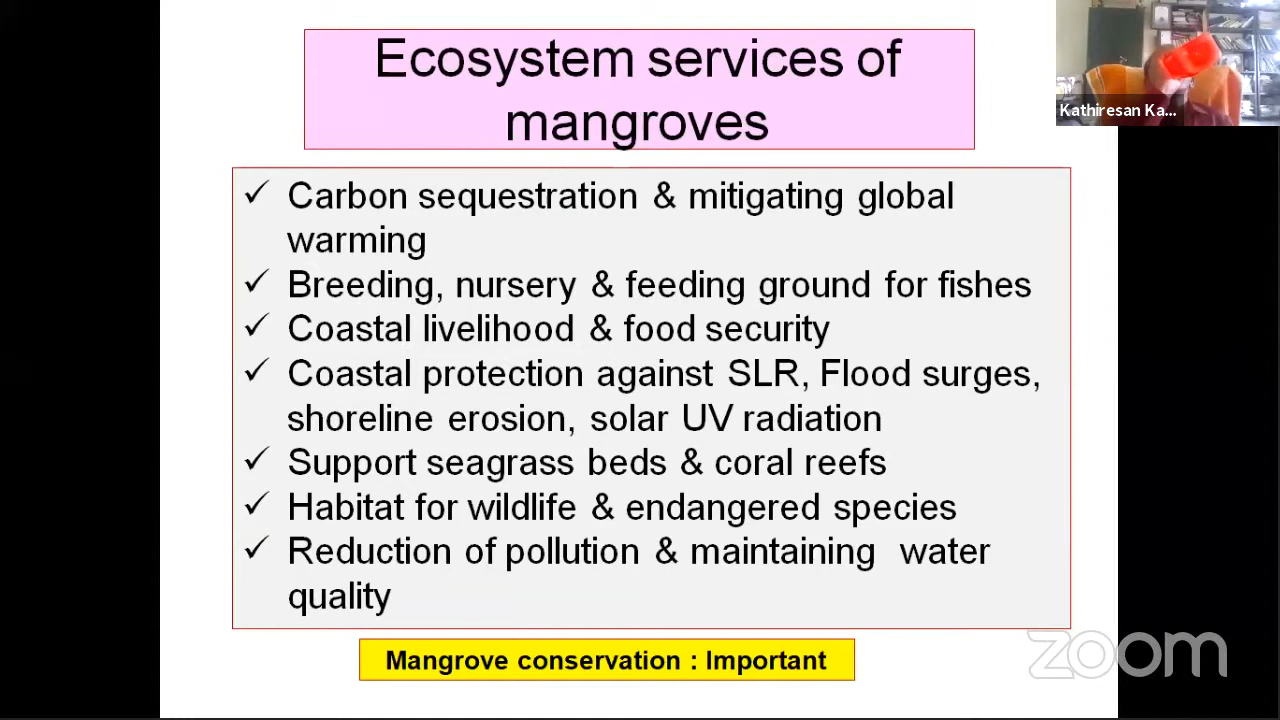 Ecosystem services of
mangroves
Kathiresan Ka...
✓ Carbon sequestration & mitigating global
warming
✓ Breeding, nursery & feeding ground for fishes
✓ Coastal livelihood & food security
✓ Coastal protection against SLR, Flood surges,
shoreline erosion, solar UV radiation
✓ Support seagrass beds & coral reefs
✓ Habitat for wildlife & endangered species
✓ Reduction of pollution & maintaining water
quality
Mangrove conservation : Important
zoom